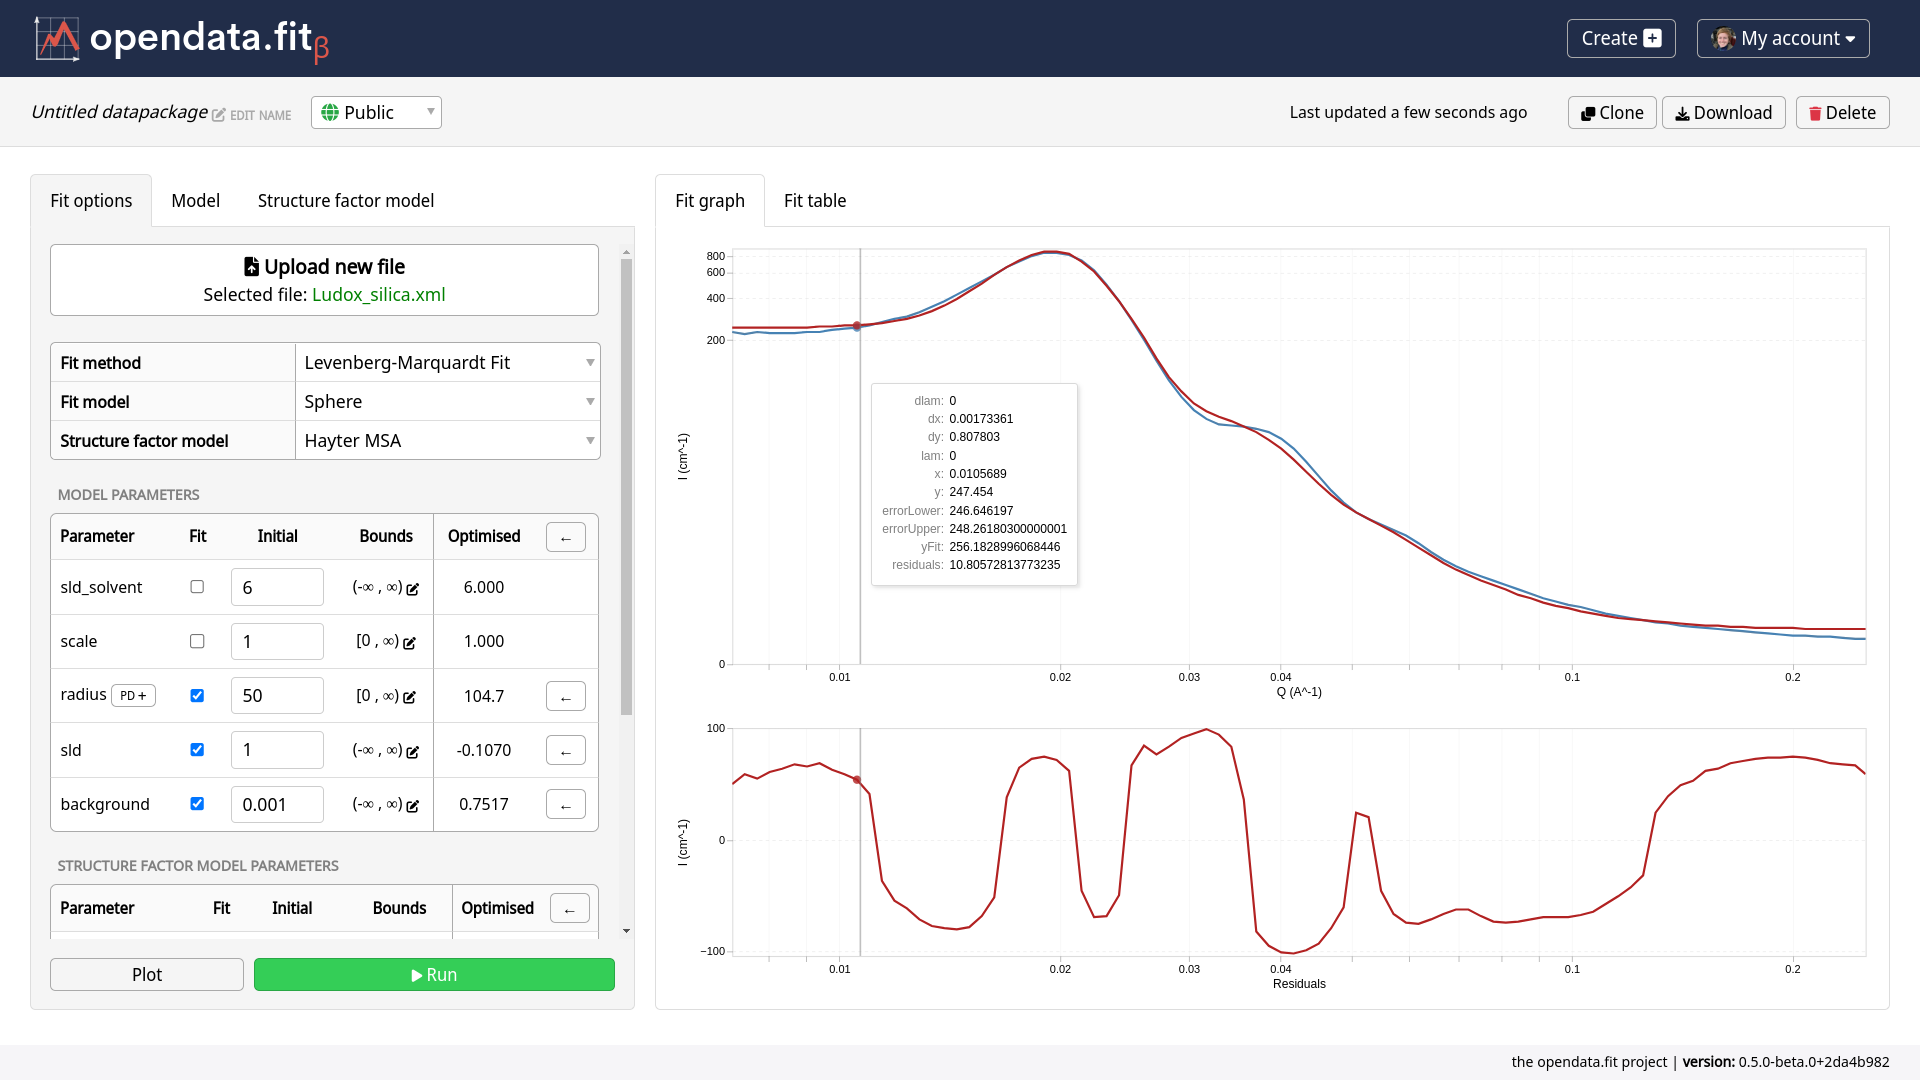 opendata.fit β
Create
My account
Untitled datapackage EDIT NAME
Public
Last updated a few seconds ago
Clone
Download
Delete
Fit options Model Structure factor model
Upload new file
Selected file: Ludox_silica.xml
Fit method Levenberg-Marquardt Fit
Fit model Sphere
Structure factor model Hayter MSA
MODEL PARAMETERS
Parameter Fit Initial Bounds Optimised ←
sld_solvent 6 (-∞ , ∞) 6.000
scale 1 [0 , ∞) 1.000
radius PD + 50 [0 , ∞) 104.7 ←
sld 1 (-∞ , ∞) -0.1070 ←
background 0.001 (-∞ , ∞) 0.7517 ←
STRUCTURE FACTOR MODEL PARAMETERS
Parameter Fit Initial Bounds Optimised ←
Plot
Run
Fit graph Fit table
800
600
400
200
0
I (cm^-1)
dlam: 0
dx: 0.00173361
dy: 0.807803
lam: 0
x: 0.0105689
y: 247.454
errorLower: 246.646197
errorUpper: 248.26180300000001
yFit: 256.1828996068446
residuals: 10.80572813773235
0.01 0.02 0.03 0.04 0.1 0.2
Q (A^-1)
100
0
−100
I (cm^-1)
0.01 0.02 0.03 0.04 0.1 0.2
Residuals
the opendata.fit project | version: 0.5.0-beta.0+2da4b982